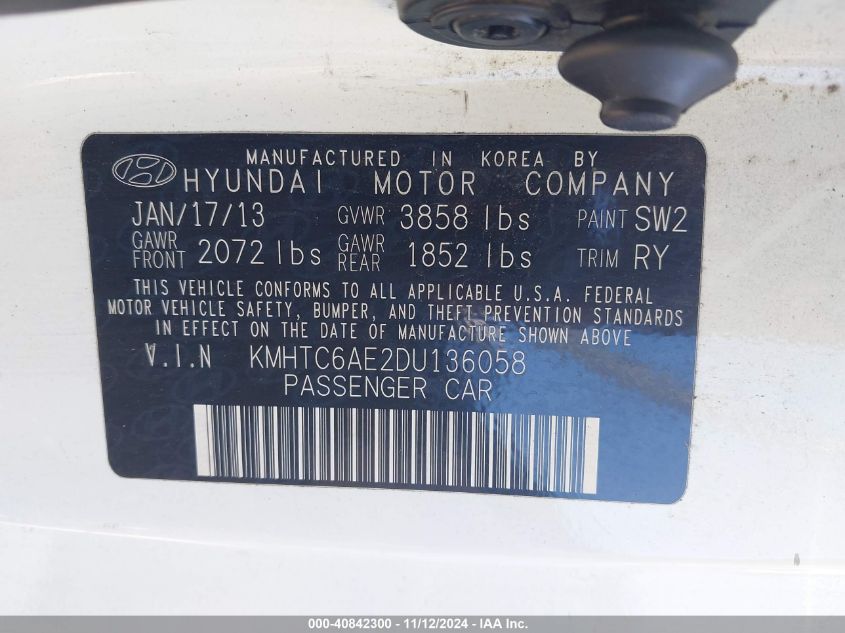 MANUFACTURED IN KOREA BY
HYUNDAI MOTOR COMPANY
JAN/17/13 GVWR 3858 lbs PAINT SW2
GAWR FRONT 2072 lbs GAWR REAR 1852 lbs TRIM RY
THIS VEHICLE CONFORMS TO ALL APPLICABLE U.S.A. FEDERAL
MOTOR VEHICLE SAFETY, BUMPER, AND THEFT PREVENTION STANDARDS
IN EFFECT ON THE DATE OF MANUFACTURE SHOWN ABOVE
V.I.N KMHTC6AE2DU136058
PASSENGER CAR
000-40842300 - 11/12/2024 - IAA Inc.